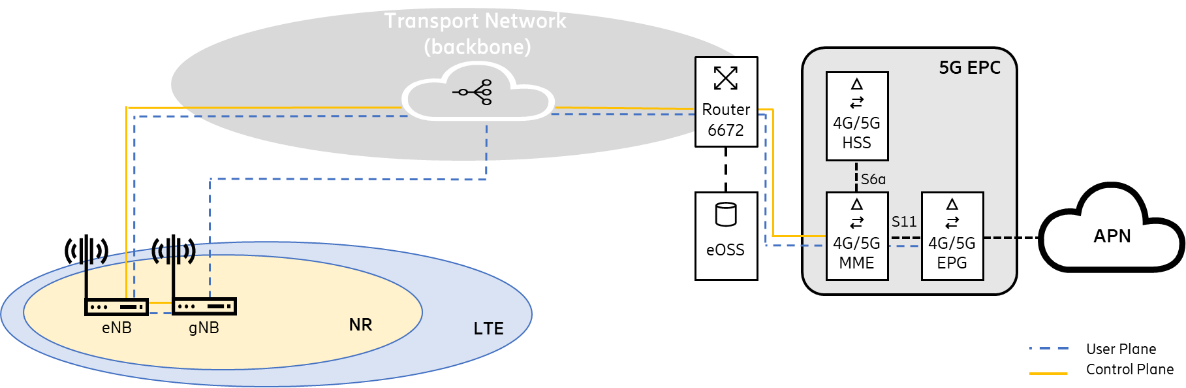 Transport Network
(backbone)
Router
6672
eOSS
5G EPC
4G/5G
HSS
S6a
4G/5G
MME
S11
4G/5G
EPG
APN
eNB
gNB
NR
LTE
User Plane
Control Plane